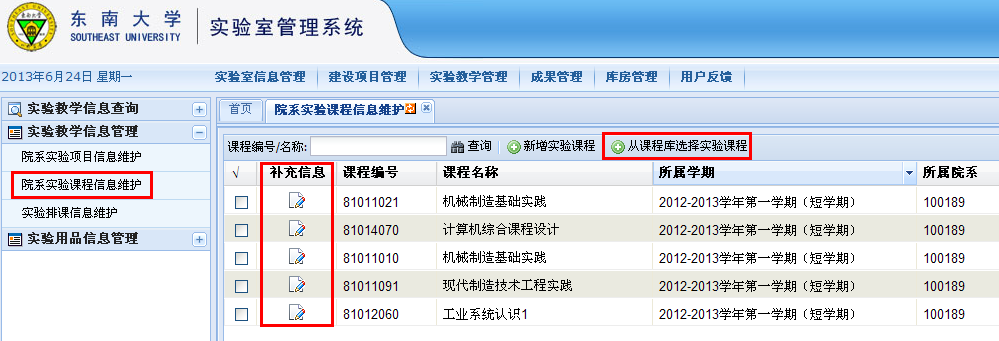 东南大学
SOUTHEAST UNIVERSITY
实验室管理系统
2013年6月24日 星期一
实验室信息管理 建设项目管理 实验教学管理 成果管理 库房管理 用户反馈
实验教学信息查询
实验教学信息管理
院系实验项目信息维护
院系实验课程信息维护
实验排课信息维护
实验用品信息管理
首页 院系实验课程信息维护
课程编号/名称: 查询 新增实验课程 从课程库选择实验课程
√ 补充信息 课程编号 课程名称 所属学期 所属院系
81011021 机械制造基础实践 2012-2013学年第一学期（短学期） 100189
81014070 计算机综合课程设计 2012-2013学年第一学期（短学期） 100189
81011010 机械制造基础实践 2012-2013学年第一学期（短学期） 100189
81011091 现代制造技术工程实践 2012-2013学年第一学期（短学期） 100189
81012060 工业系统认识1 2012-2013学年第一学期（短学期） 100189